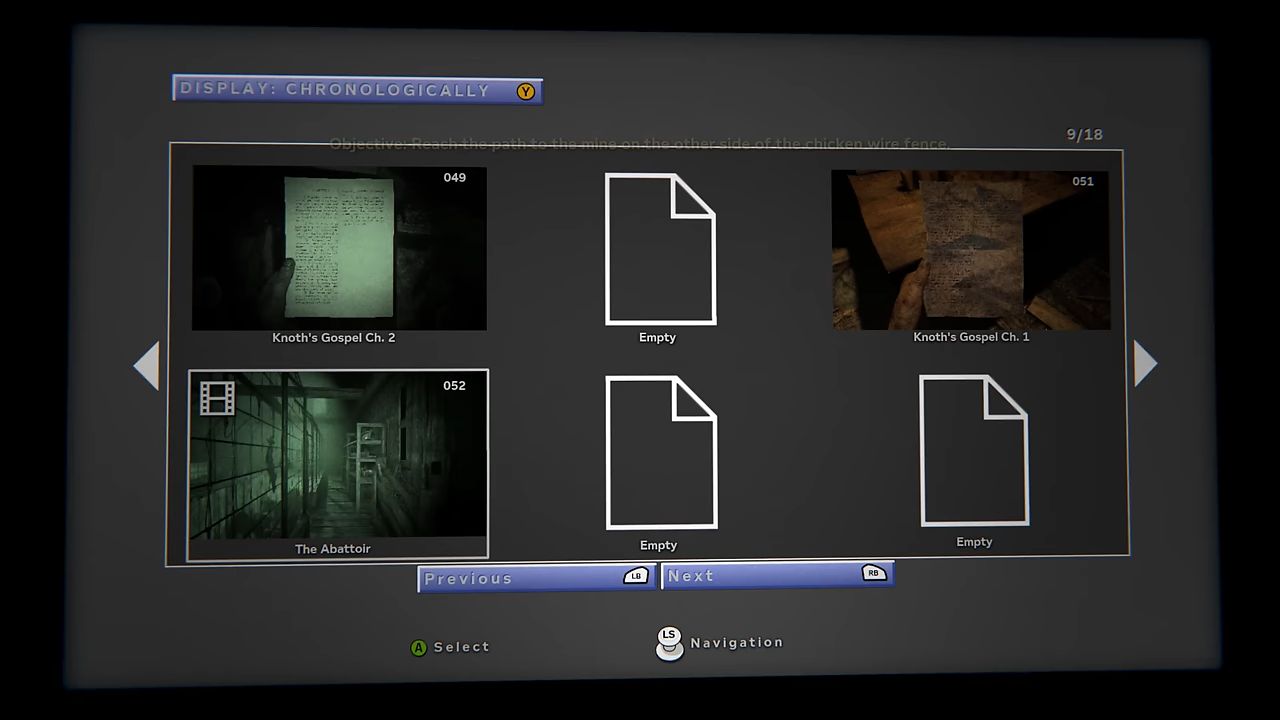 DISPLAY: CHRONOLOGICALLY Y
Objective: Reach the path to the mine on the other side of the chicken wire fence.
9/18
049
051
Knoth's Gospel Ch. 2
Empty
Knoth's Gospel Ch. 1
052
The Abattoir
Empty
Empty
Previous LB
Next RB
A Select
LS Navigation